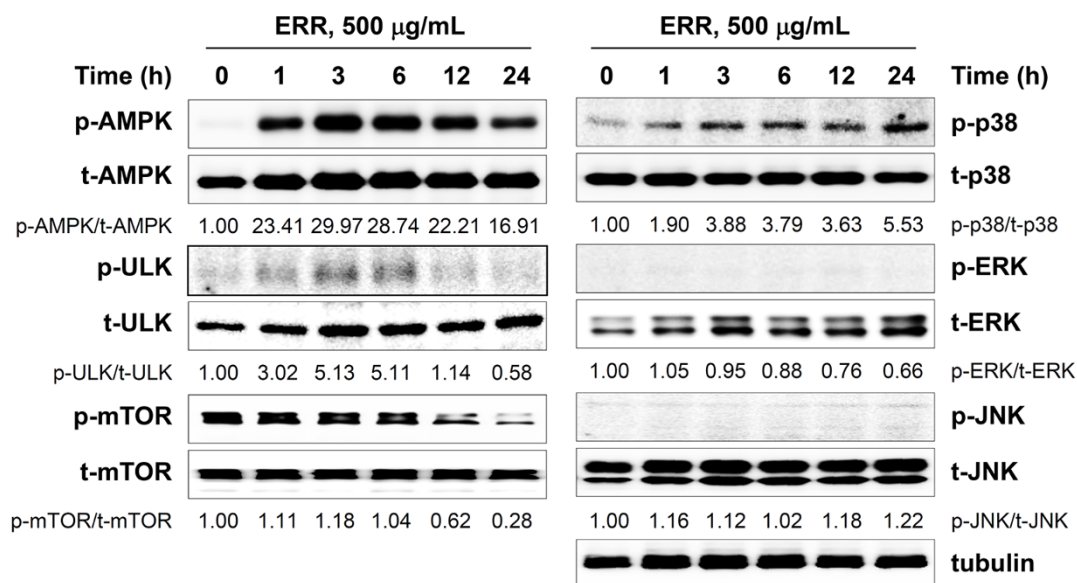 ERR, 500 μg/mL
Time (h) 0 1 3 6 12 24
p-AMPK
t-AMPK
p-AMPK/t-AMPK 1.00 23.41 29.97 28.74 22.21 16.91
p-ULK
t-ULK
p-ULK/t-ULK 1.00 3.02 5.13 5.11 1.14 0.58
p-mTOR
t-mTOR
p-mTOR/t-mTOR 1.00 1.11 1.18 1.04 0.62 0.28
ERR, 500 μg/mL
0 1 3 6 12 24 Time (h)
p-p38
t-p38
1.00 1.90 3.88 3.79 3.63 5.53 p-p38/t-p38
p-ERK
t-ERK
1.00 1.05 0.95 0.88 0.76 0.66 p-ERK/t-ERK
p-JNK
t-JNK
1.00 1.16 1.12 1.02 1.18 1.22 p-JNK/t-JNK
tubulin